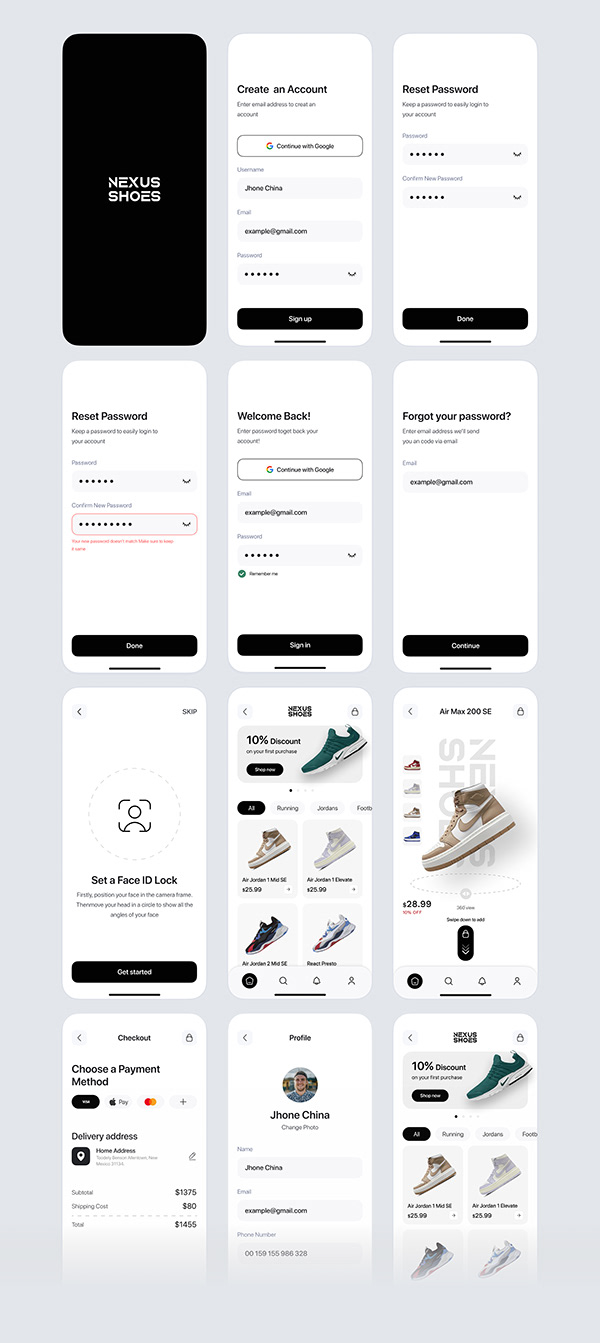 NEXUS
SHOES
Create an Account
Enter email address to creat an
account
Continue with Google
Username
Jhone China
Email
example@gmail.com
Password
Sign up
Reset Password
Keep a password to easily login to
your account
Password
Confirm New Password
Done
Reset Password
Keep a password to easily login to
your account
Password
Confirm New Password
Your new password doesn't match! Make sure to keep
it same
Done
Welcome Back!
Enter password toget back your
account!
Continue with Google
Email
example@gmail.com
Password
Remember me
Sign in
Forgot your password?
Enter email address we'll send
you an code via email
Email
example@gmail.com
Continue
SKIP
Set a Face ID Lock
Firstly, position your face in the camera frame.
Thenmove your head in a circle to show all the
angles of your face
Get started
NEXUS
SHOES
10% Discount
on your first purchase
Shop now
All Running Jordans Footb
Air Jordan 1 Mid SE Air Jordan 1 Elevate
$25.99 $25.99
Air Jordan 2 Mid SE React Presto
Air Max 200 SE
NEXUS
SHOES
$28.99
10% OFF
360 view
Swipe down to add
Checkout
Choose a Payment
Method
VISA Pay
Delivery address
Home Address
Mexico 31134
Subtotal $1375
Shipping Cost $80
Total $1455
Profile
Jhone China
Change Photo
Name
Jhone China
Email
example@gmail.com
Phone Number
00 159 155 986 328
NEXUS
SHOES
10% Discount
on your first purchase
Shop now
All Running Jordans Footb
Air Jordan 1 Mid SE Air Jordan 1 Elevate
$25.99 $25.99